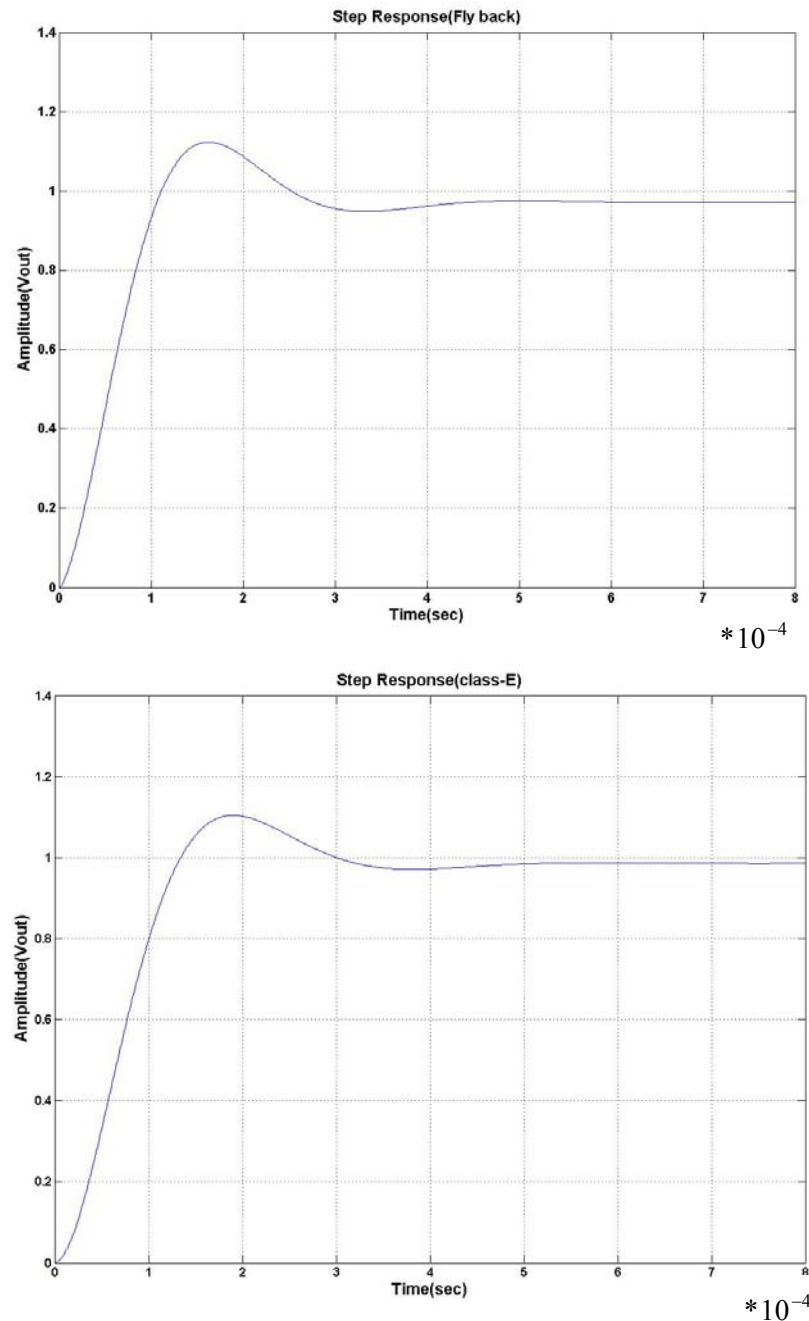 Step Response(Fly back)
1.4
1.2
1
0.8
0.6
0.4
0.2
0
Amplitude(Vout)
0 1 2 3 4 5 6 7 8
Time(sec)
*10⁻⁴
Step Response(class-E)
1.4
1.2
1
0.8
0.6
0.4
0.2
0
Amplitude(Vout)
0 1 2 3 4 5 6 7 8
Time(sec)
*10⁻⁴